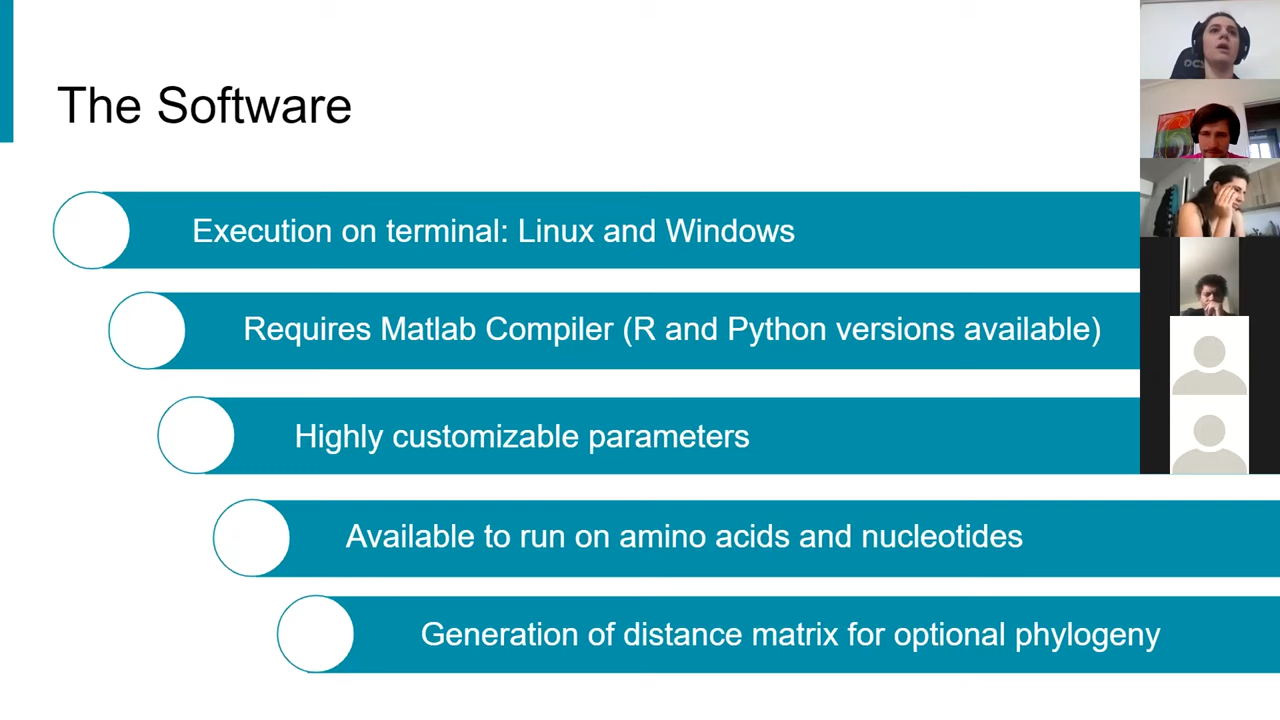 The Software
Execution on terminal: Linux and Windows
Requires Matlab Compiler (R and Python versions available)
Highly customizable parameters
Available to run on amino acids and nucleotides
Generation of distance matrix for optional phylogeny